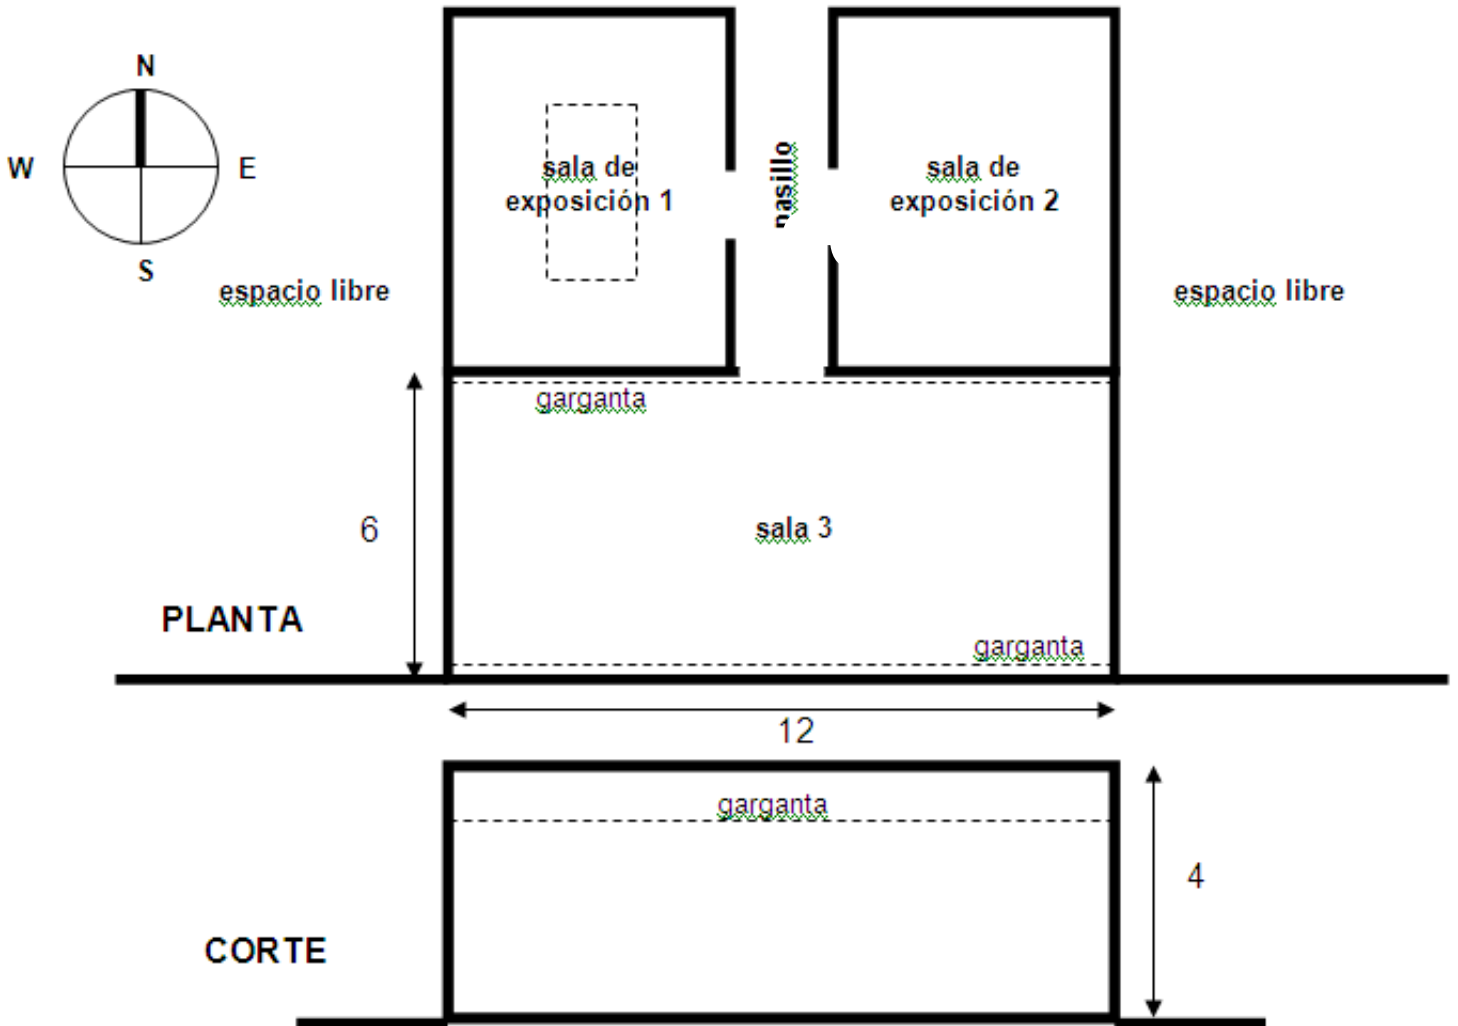 N
W
E
S
sala de
exposición 1
pasillo
sala de
exposición 2
espacio libre
espacio libre
garganta
6
sala 3
PLANTA
garganta
12
garganta
4
CORTE